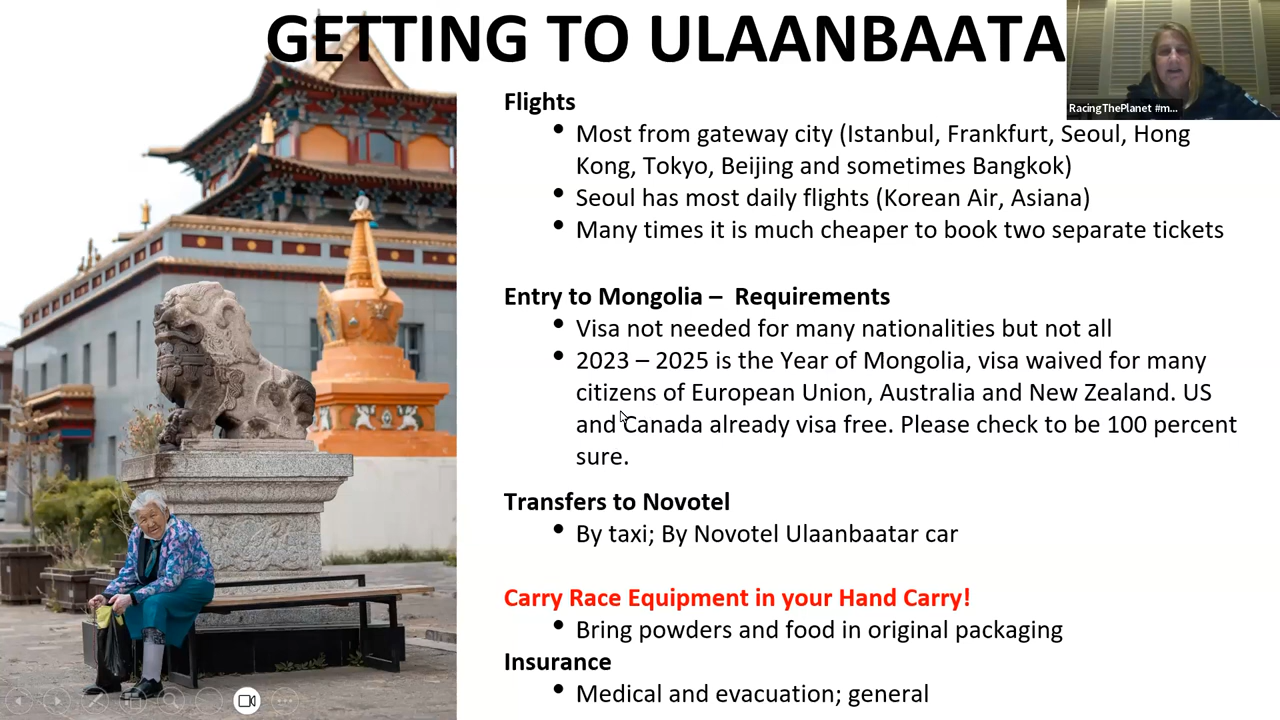 GETTING TO ULAANBAATA
RacingThePlanet #m...
Flights
• Most from gateway city (Istanbul, Frankfurt, Seoul, Hong
Kong, Tokyo, Beijing and sometimes Bangkok)
• Seoul has most daily flights (Korean Air, Asiana)
• Many times it is much cheaper to book two separate tickets
Entry to Mongolia – Requirements
• Visa not needed for many nationalities but not all
• 2023 – 2025 is the Year of Mongolia, visa waived for many
citizens of European Union, Australia and New Zealand. US
and Canada already visa free. Please check to be 100 percent
sure.
Transfers to Novotel
• By taxi; By Novotel Ulaanbaatar car
Carry Race Equipment in your Hand Carry!
• Bring powders and food in original packaging
Insurance
• Medical and evacuation; general